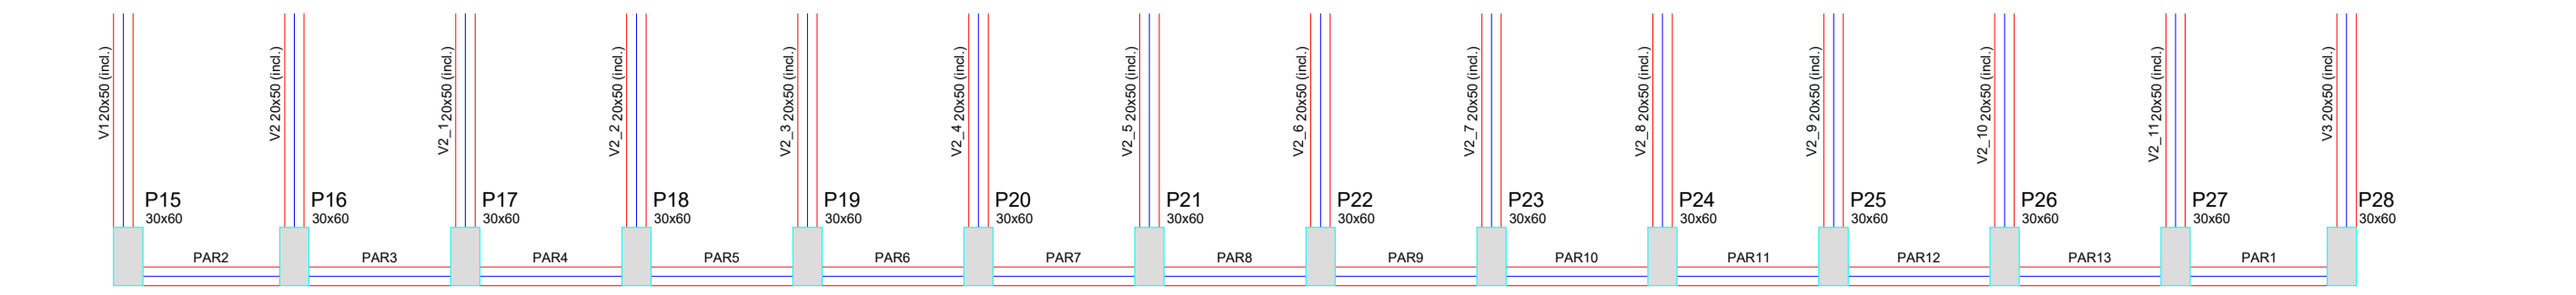 V1 20x50 (incl.)
V2 20x50 (incl.)
V2_1 20x50 (incl.)
V2_2 20x50 (incl.)
V2_3 20x50 (incl.)
V2_4 20x50 (incl.)
V2_5 20x50 (incl.)
V2_6 20x50 (incl.)
V2_7 20x50 (incl.)
V2_8 20x50 (incl.)
V2_9 20x50 (incl.)
V2_10 20x50 (incl.)
V2_11 20x50 (incl.)
V3 20x50 (incl.)
P15
30x60
P16
30x60
P17
30x60
P18
30x60
P19
30x60
P20
30x60
P21
30x60
P22
30x60
P23
30x60
P24
30x60
P25
30x60
P26
30x60
P27
30x60
P28
30x60
PAR2
PAR3
PAR4
PAR5
PAR6
PAR7
PAR8
PAR9
PAR10
PAR11
PAR12
PAR13
PAR1